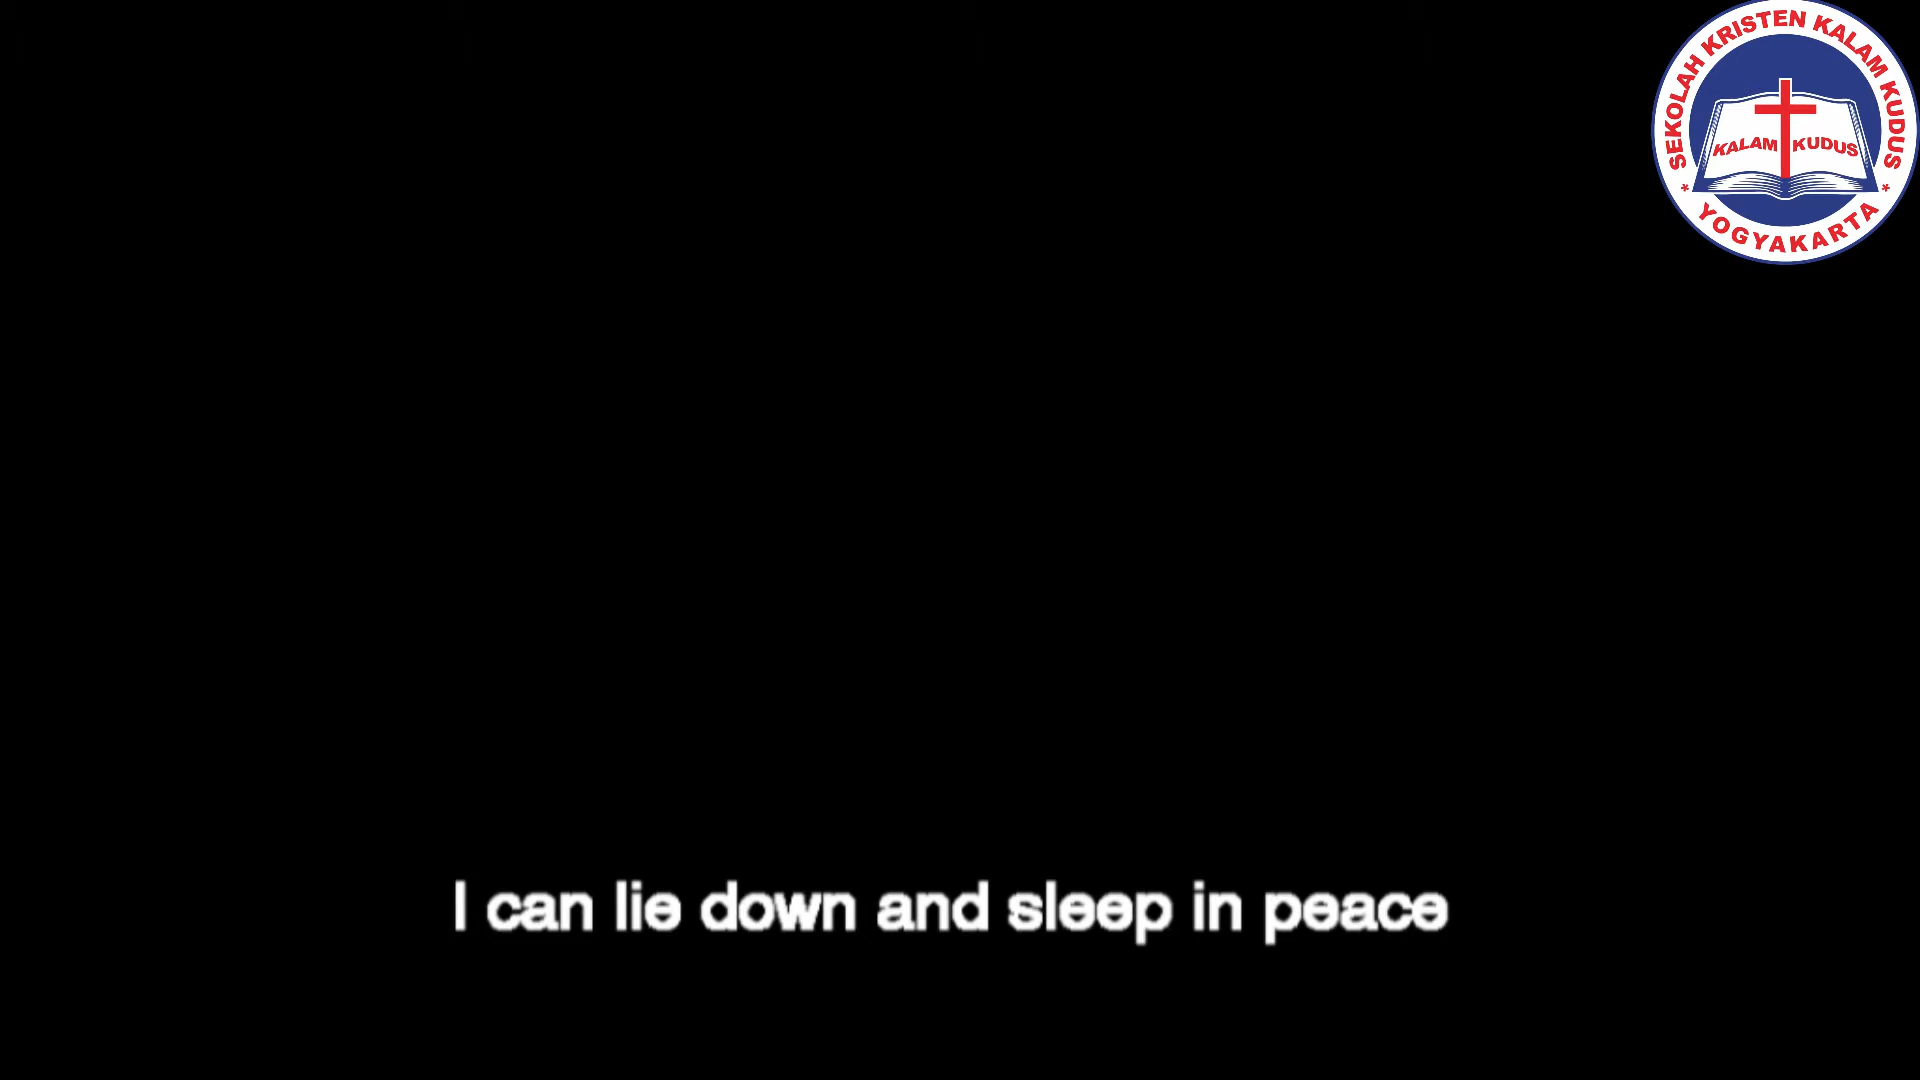 SEKOLAH KRISTEN KALAM KUDUS
KALAM KUDUS
* YOGYAKARTA *
I can lie down and sleep in peace